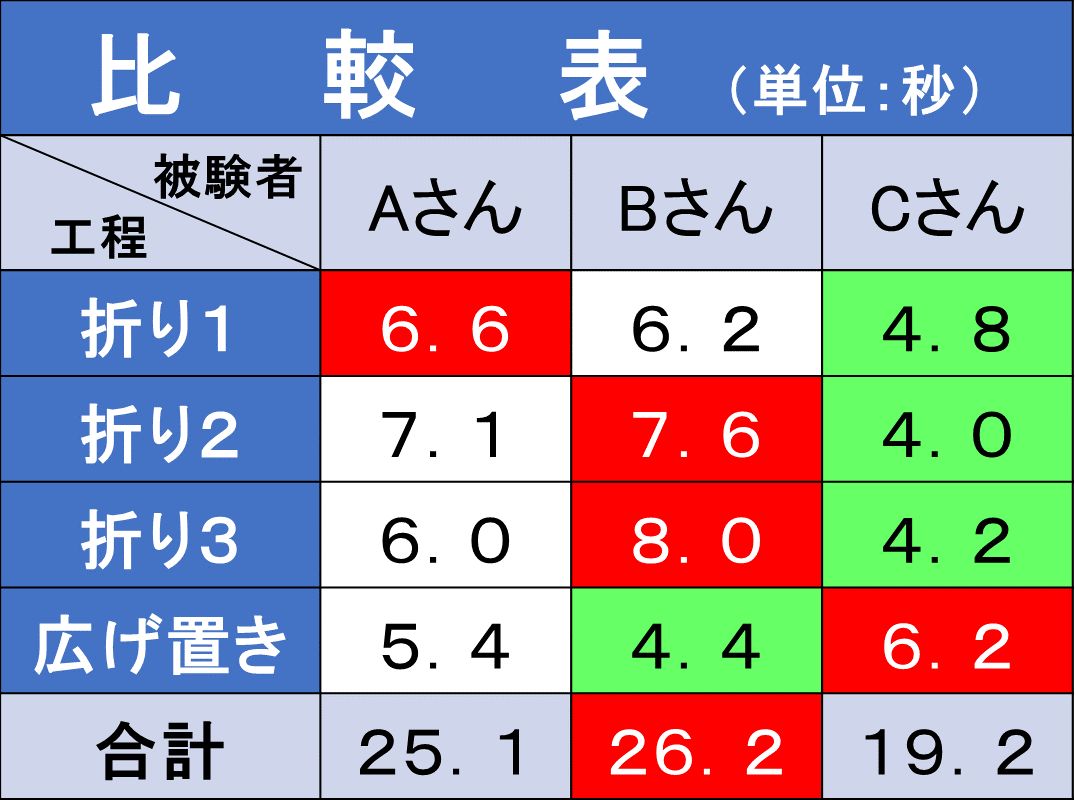 比較表（単位：秒）
被験者
工程
Aさん Bさん Cさん
折り１ ６．６ ６．２ ４．８
折り２ ７．１ ７．６ ４．０
折り３ ６．０ ８．０ ４．２
広げ置き ５．４ ４．４ ６．２
合計 ２５．１ ２６．２ １９．２